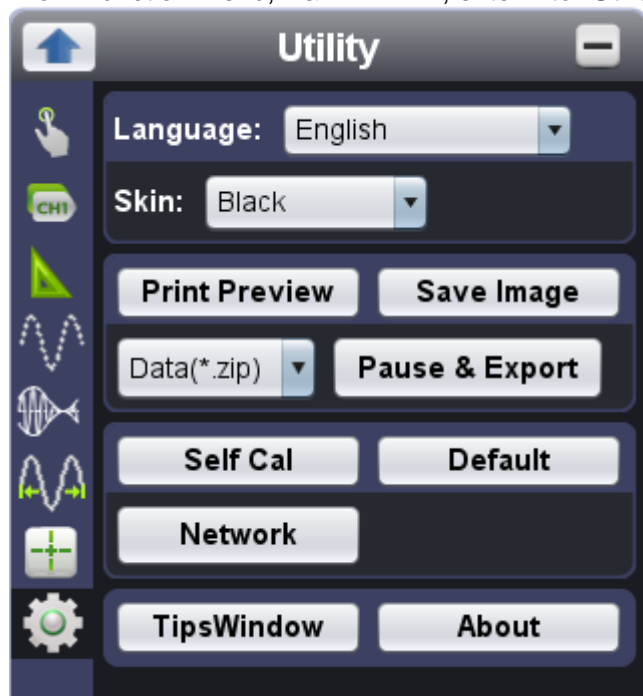 Utility
Language: English
CH1
Skin: Black
Print Preview Save Image
Data(*.zip) Pause & Export
Self Cal Default
Network
TipsWindow About